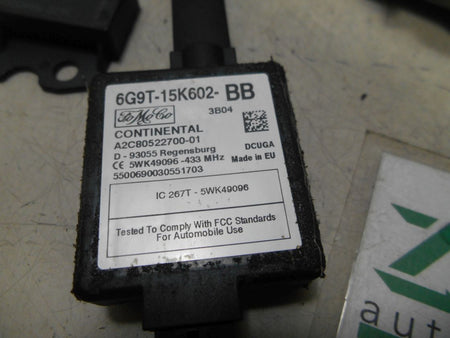 6G9T-15K602-BB
FoMoCo
3B04
CONTINENTAL
A2C80522700-01
DCUGA
D - 93055 Regensburg
Made in EU
CE 5WK49096 -433 MHz
5500690030551703
IC 267T - 5WK49096
Tested To Comply With FCC Standards
For Automobile Use
auto